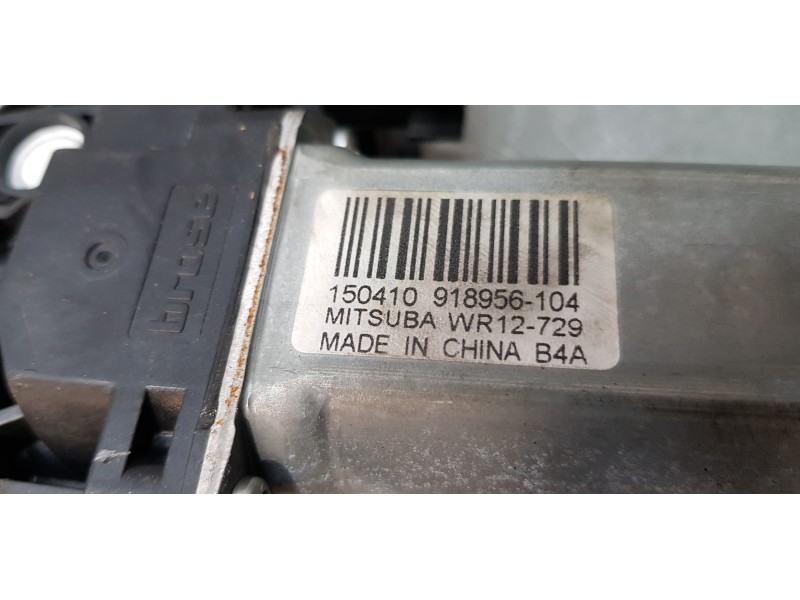 brose
150410 918956-104
MITSUBA WR12-729
MADE IN CHINA B4A